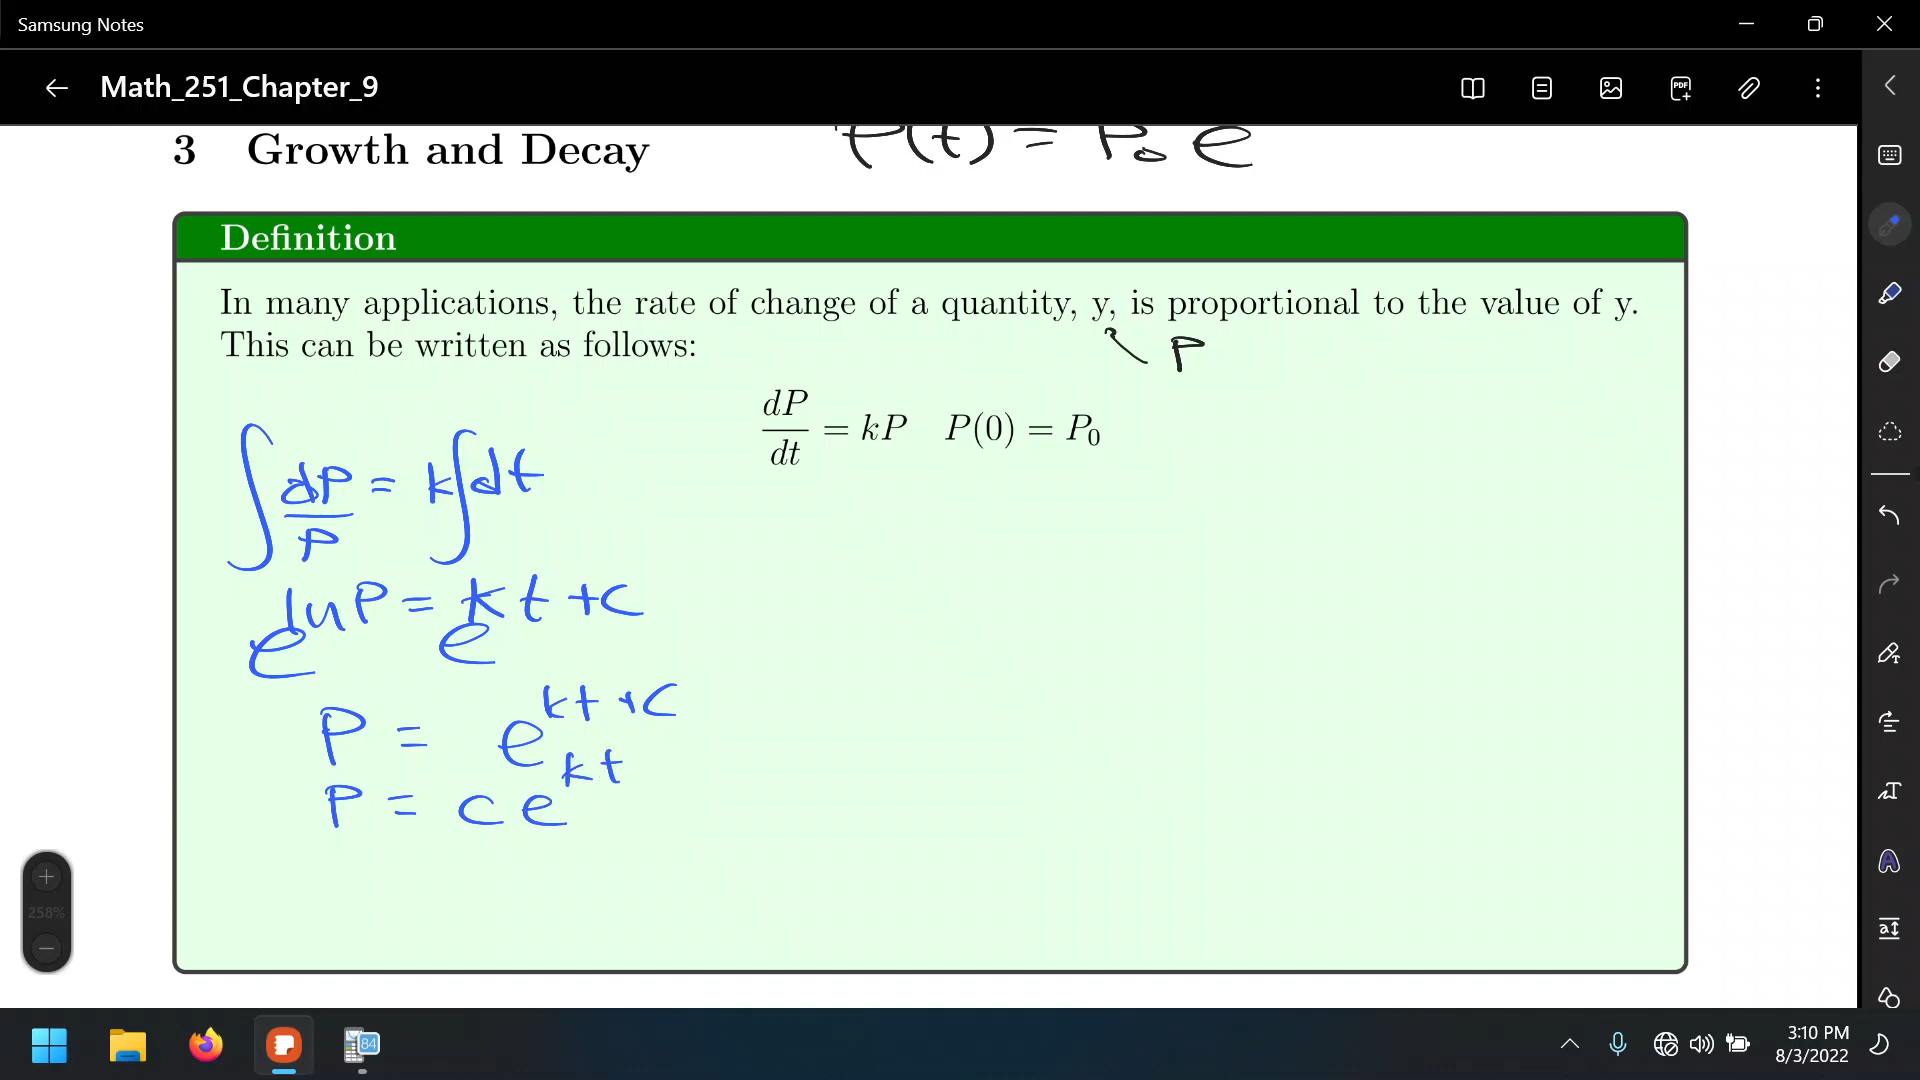 Samsung Notes
Math_251_Chapter_9
3 Growth and Decay
P(t) = P₀ e
Definition
In many applications, the rate of change of a quantity, y, is proportional to the value of y.
This can be written as follows:
P
dP/dt = kP P(0) = P₀
∫ dP/P = k∫dt
e^(ln P) = e^(kt + c)
P = e^(kt + c)
P = c e^(kt)
258%
PDF
84
3:10 PM
8/3/2022